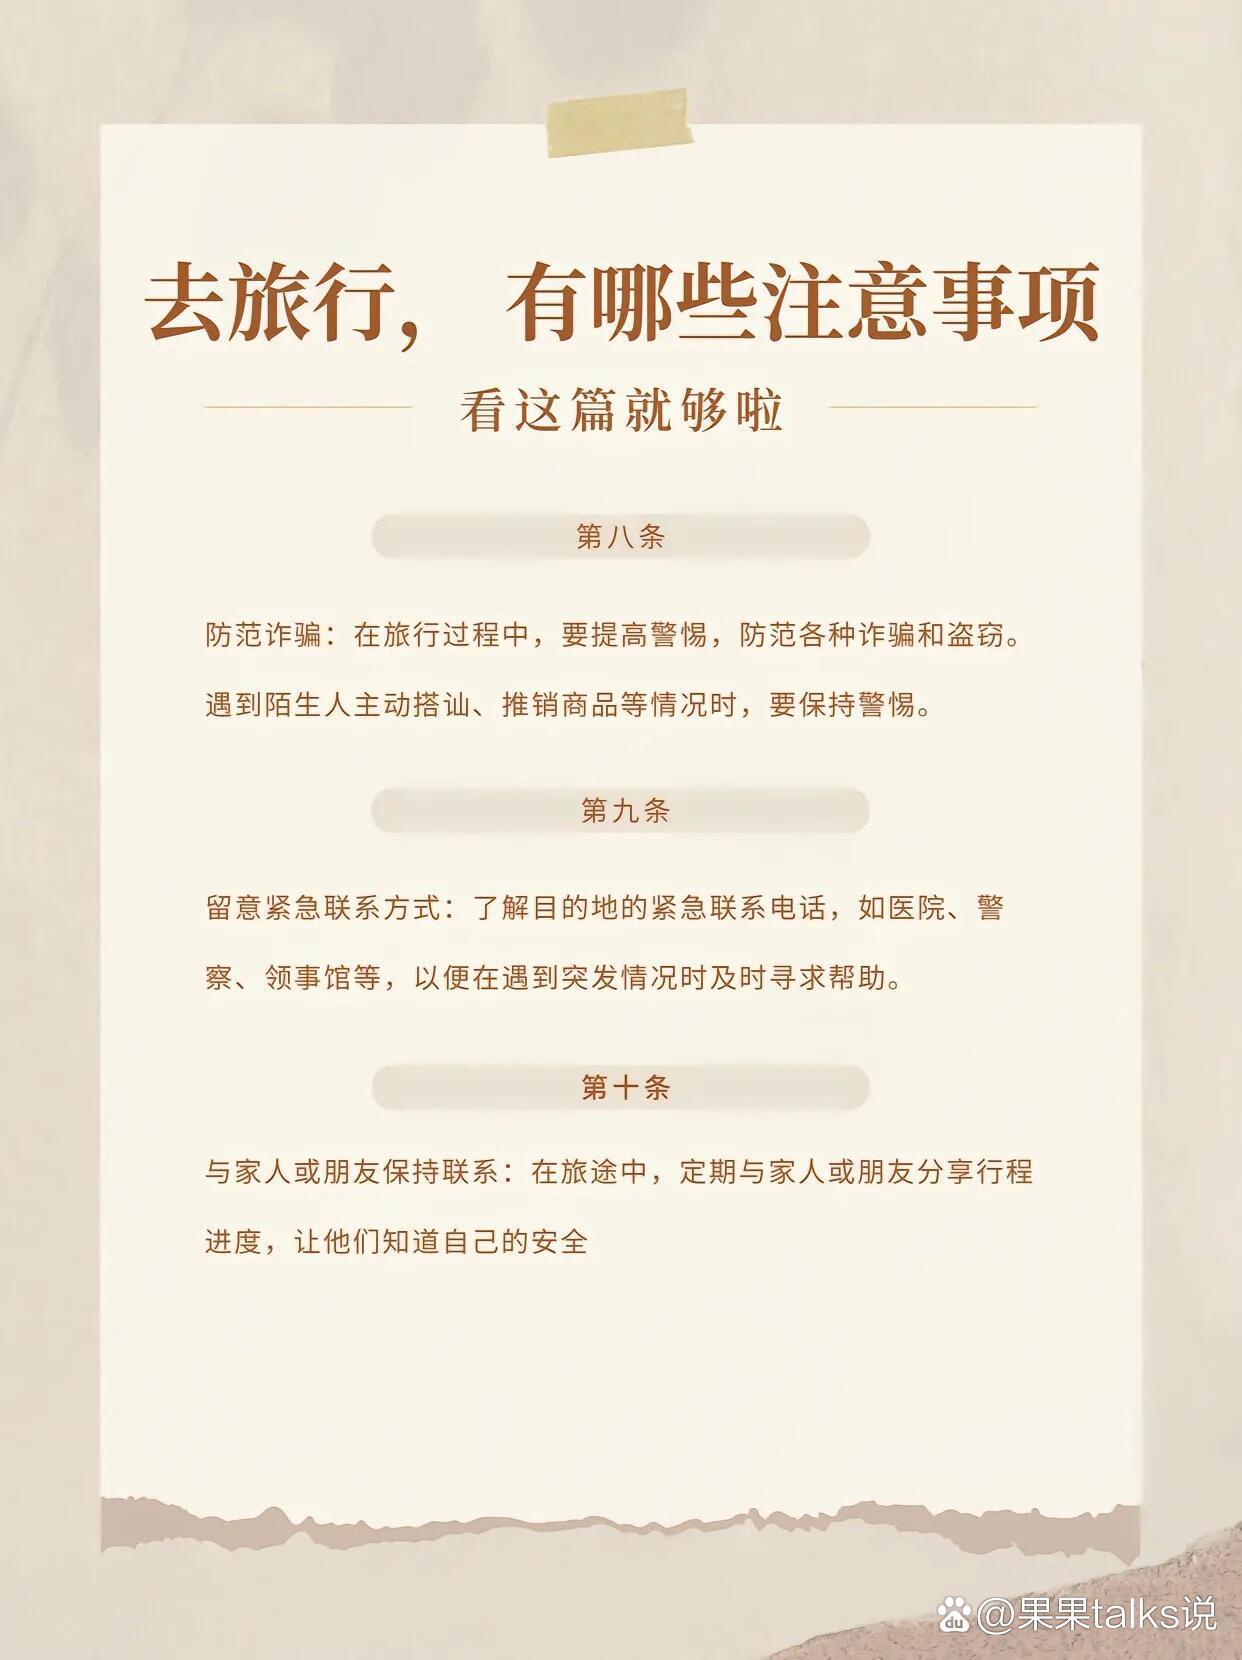 去旅行， 有哪些注意事项
看这篇就够啦
第八条
防范诈骗：在旅行过程中，要提高警惕，防范各种诈骗和盗窃。
遇到陌生人主动搭讪、推销商品等情况时，要保持警惕。
第九条
留意紧急联系方式：了解目的地的紧急联系电话，如医院、警
察、领事馆等，以便在遇到突发情况时及时寻求帮助。
第十条
与家人或朋友保持联系：在旅途中，定期与家人或朋友分享行程
进度，让他们知道自己的安全
du @果果talks说